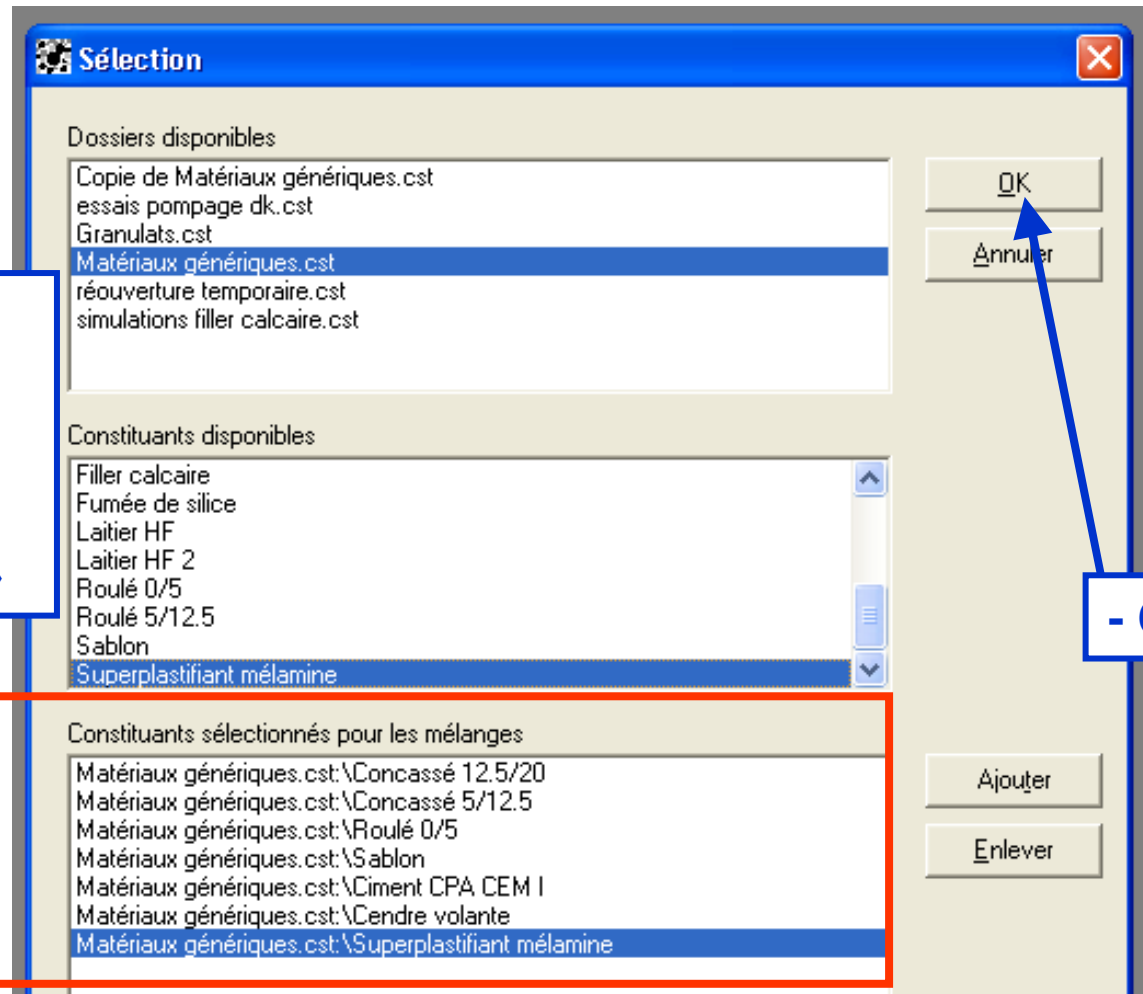 Sélection
Dossiers disponibles
Copie de Matériaux génériques.cst
essais pompage dk.cst
Granulats.cst
Matériaux génériques.cst
réouverture temporaire.cst
simulations filler calcaire.cst
OK
Annuler
Constituants disponibles
Filler calcaire
Fumée de silice
Laitier HF
Laitier HF 2
Roulé 0/5
Roulé 5/12.5
Sablon
Superplastifiant mélamine
-
Constituants sélectionnés pour les mélanges
Matériaux génériques.cst:\Concassé 12.5/20
Matériaux génériques.cst:\Concassé 5/12.5
Matériaux génériques.cst:\Roulé 0/5
Matériaux génériques.cst:\Sablon
Matériaux génériques.cst:\Ciment CPA CEM I
Matériaux génériques.cst:\Cendre volante
Matériaux génériques.cst:\Superplastifiant mélamine
Ajouter
Enlever